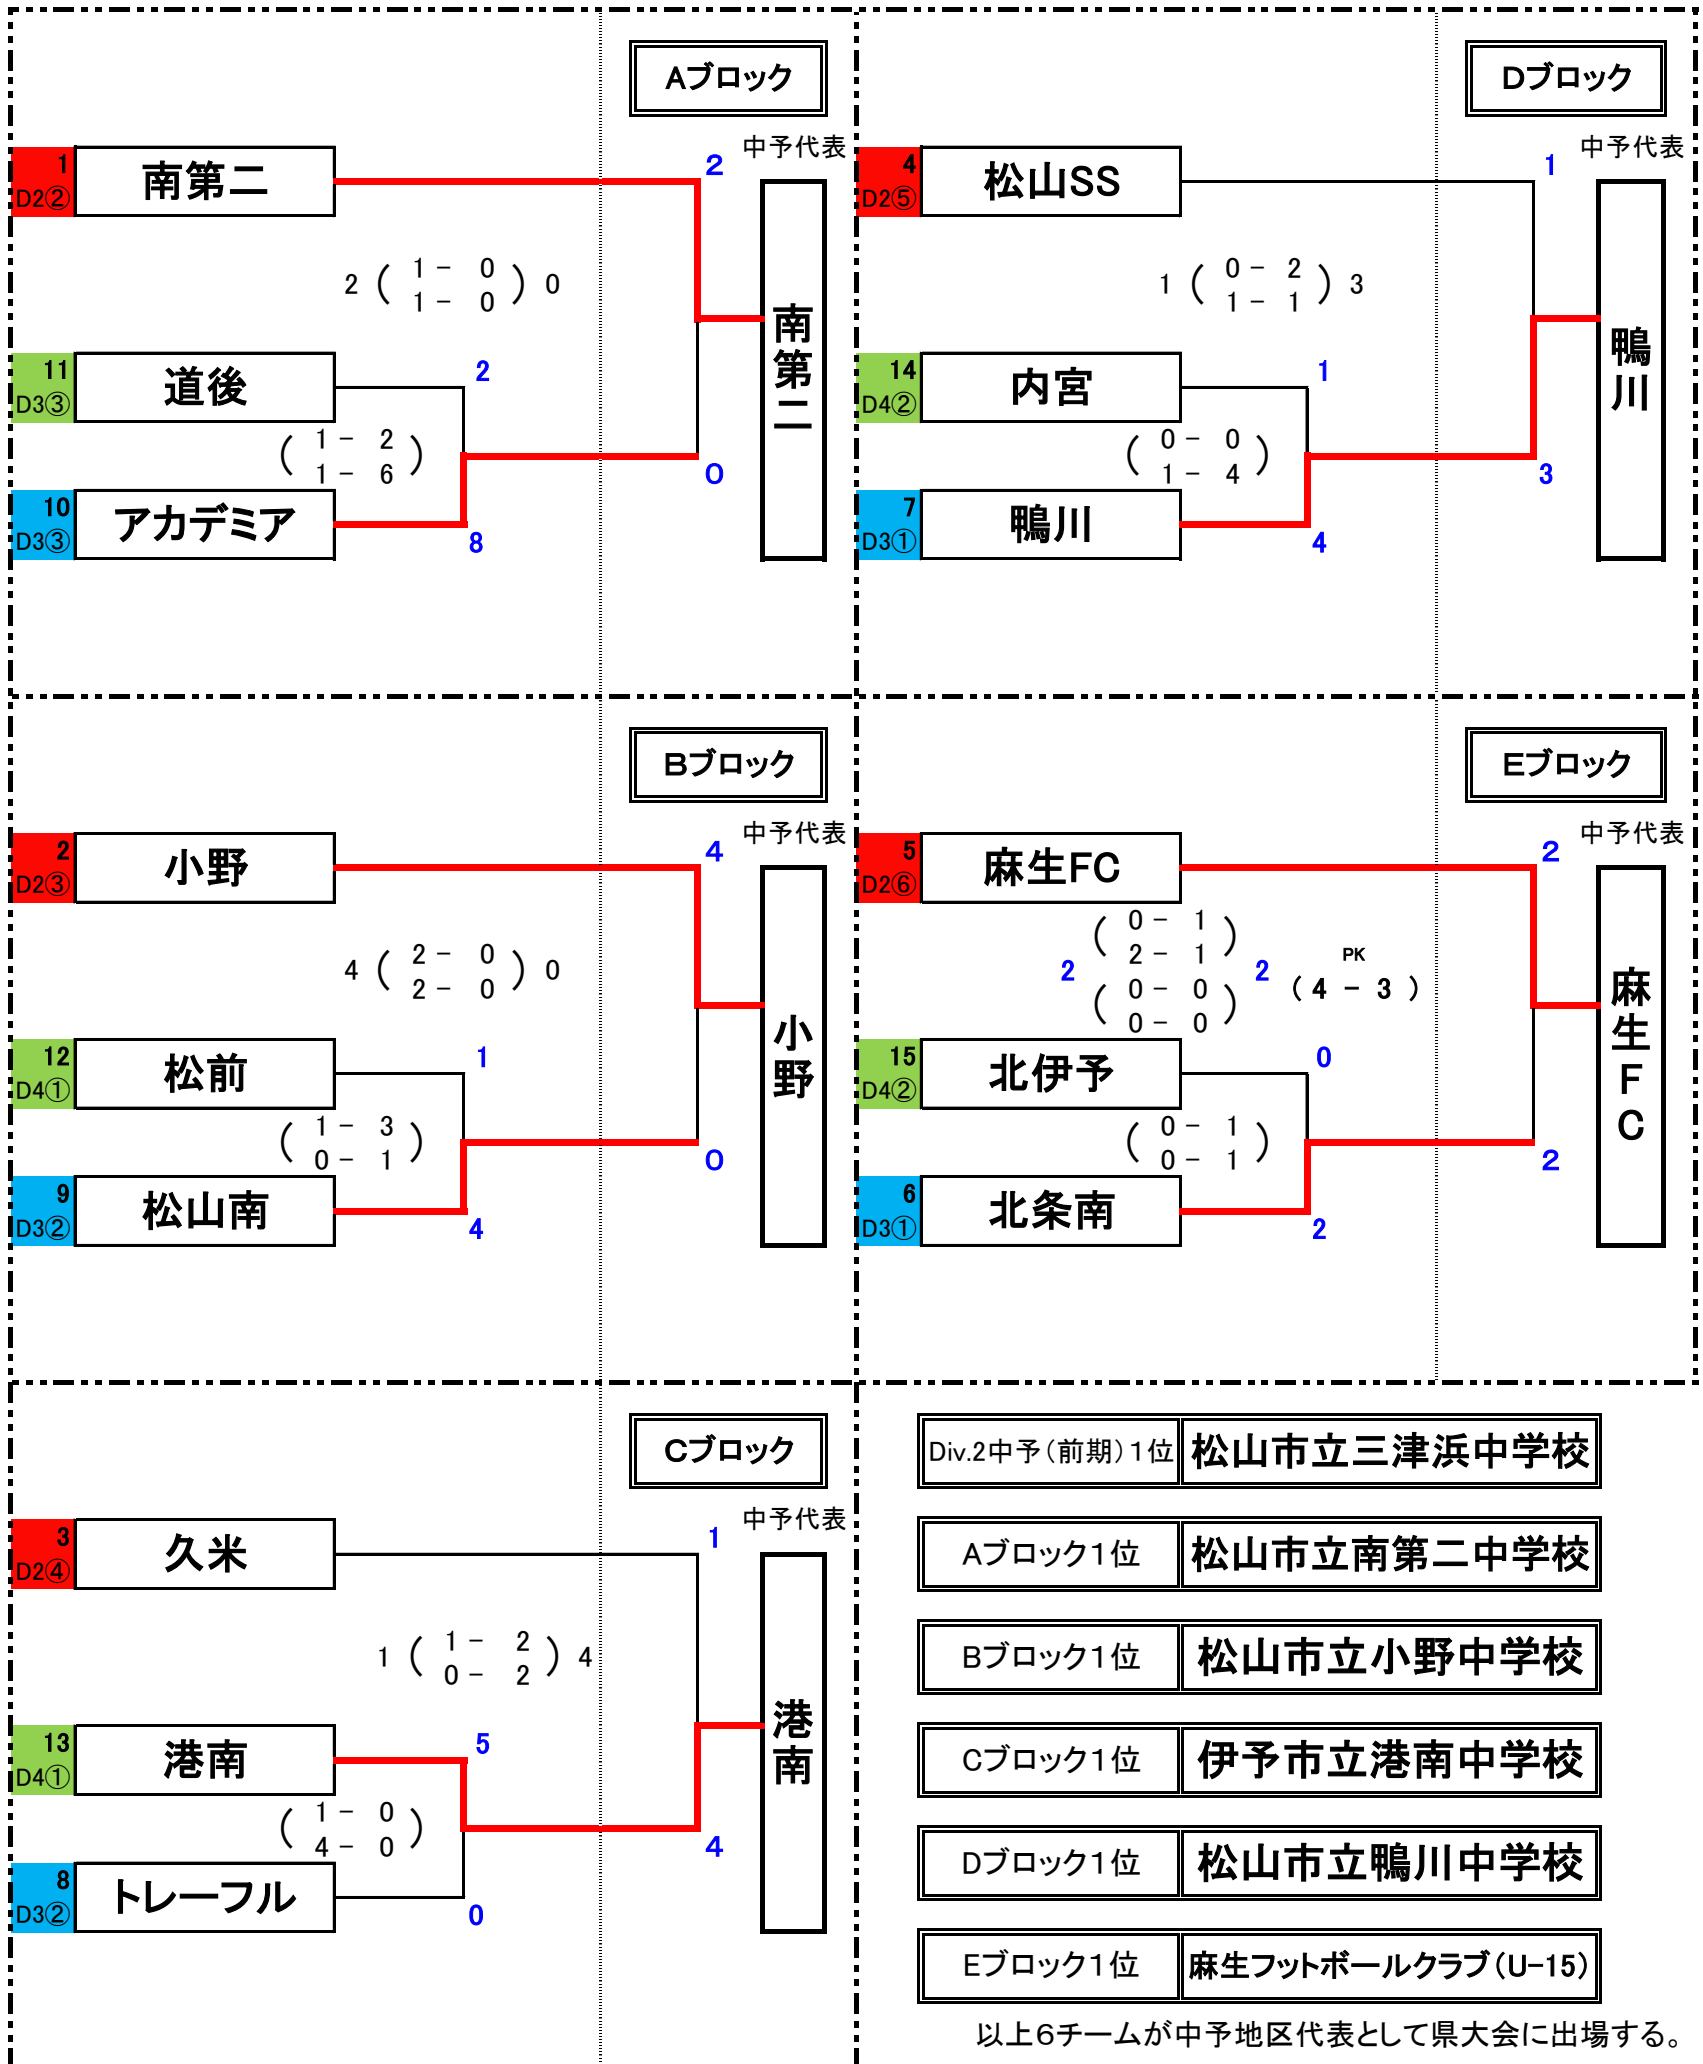 Aブロック
中予代表
1
D2②
南第二
2
2 ( 1 - 0 ) 0
1 - 0
南第二
11
D3③
道後
2
( 1 - 2 )
1 - 6
0
10
D3③
アカデミア
8
Dブロック
中予代表
4
D2⑤
松山SS
1
1 ( 0 - 2 ) 3
1 - 1
鴨川
14
D4②
内宮
1
( 0 - 0 )
1 - 4
3
7
D3①
鴨川
4
Bブロック
中予代表
2
D2③
小野
4
4 ( 2 - 0 ) 0
2 - 0
小野
12
D4①
松前
1
( 1 - 3 )
0 - 1
0
9
D3②
松山南
4
Eブロック
中予代表
5
D2⑥
麻生FC
2
( 0 - 1 )
2 - 1
2 2
PK
( 4 - 3 )
( 0 - 0 )
0 - 0
麻生FC
15
D4②
北伊予
0
( 0 - 1 )
0 - 1
2
6
D3①
北条南
2
Cブロック
中予代表
3
D2④
久米
1
1 ( 1 - 2 ) 4
0 - 2
港南
13
D4①
港南
5
( 1 - 0 )
4 - 0
4
8
D3②
トレーフル
0
Div.2中予（前期）1位 松山市立三津浜中学校
Aブロック1位 松山市立南第二中学校
Bブロック1位 松山市立小野中学校
Cブロック1位 伊予市立港南中学校
Dブロック1位 松山市立鴨川中学校
Eブロック1位 麻生フットボールクラブ（U-15）
以上6チームが中予地区代表として県大会に出場する。